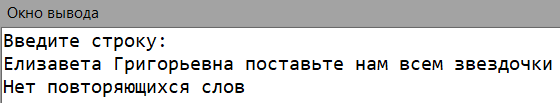 Окно вывода
Введите строку:
Елизавета Григорьевна поставьте нам всем звездочки
Нет повторяющихся слов